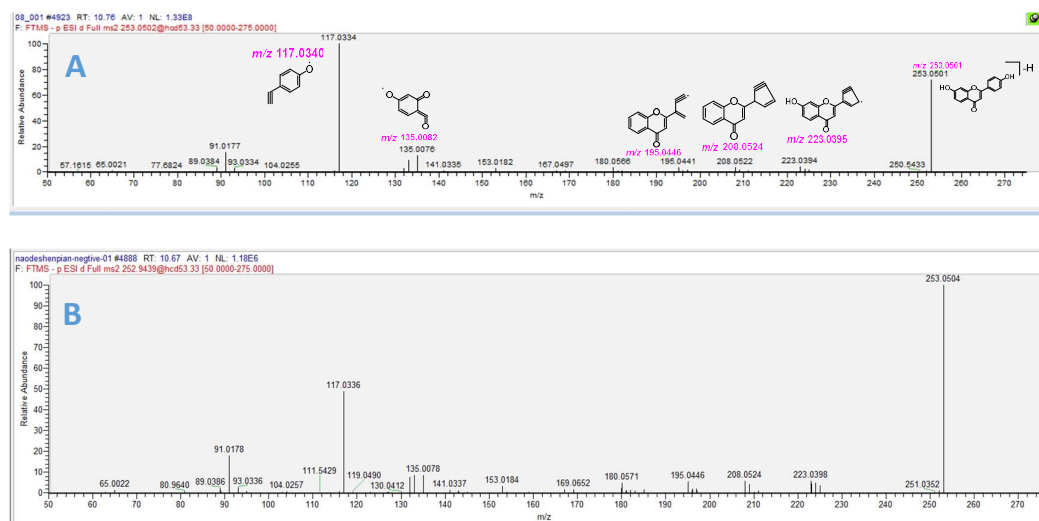 08_001 #4923 RT: 10.76 AV: 1 NL: 1.33E8
F: FTMS - p ESI d Full ms2 253.0502@hcd53.33 [50.0000-275.0000]
A
Relative Abundance
100
80
60
40
20
0
117.0334
m/z 117.0340
m/z 135.0082
m/z 195.0446
m/z 208.0524
m/z 223.0395
m/z 253.0501
253.0501
-H
O
O
O
O
O
O
O
O
HO
O
O
HO
O
OH
O
57.1615
65.0021
77.6824
89.0384
91.0177
93.0334
104.0255
135.0076
141.0335
153.0182
167.0497
180.0566
195.0441
208.0522
223.0394
250.5433
50 60 70 80 90 100 110 120 130 140 150 160 170 180 190 200 210 220 230 240 250 260 270
m/z
naodeshenpian-negtive-01 #4888 RT: 10.67 AV: 1 NL: 1.18E6
F: FTMS - p ESI d Full ms2 252.9439@hcd53.33 [50.0000-275.0000]
B
Relative Abundance
100
90
80
70
60
50
40
30
20
10
0
253.0504
117.0336
91.0178
65.0022
80.9640
89.0386
93.0336
104.0257
111.5429
119.0490
130.0412
135.0078
141.0337
153.0184
169.0652
180.0571
195.0446
208.0524
223.0398
251.0352
50 60 70 80 90 100 110 120 130 140 150 160 170 180 190 200 210 220 230 240 250 260 270
m/z